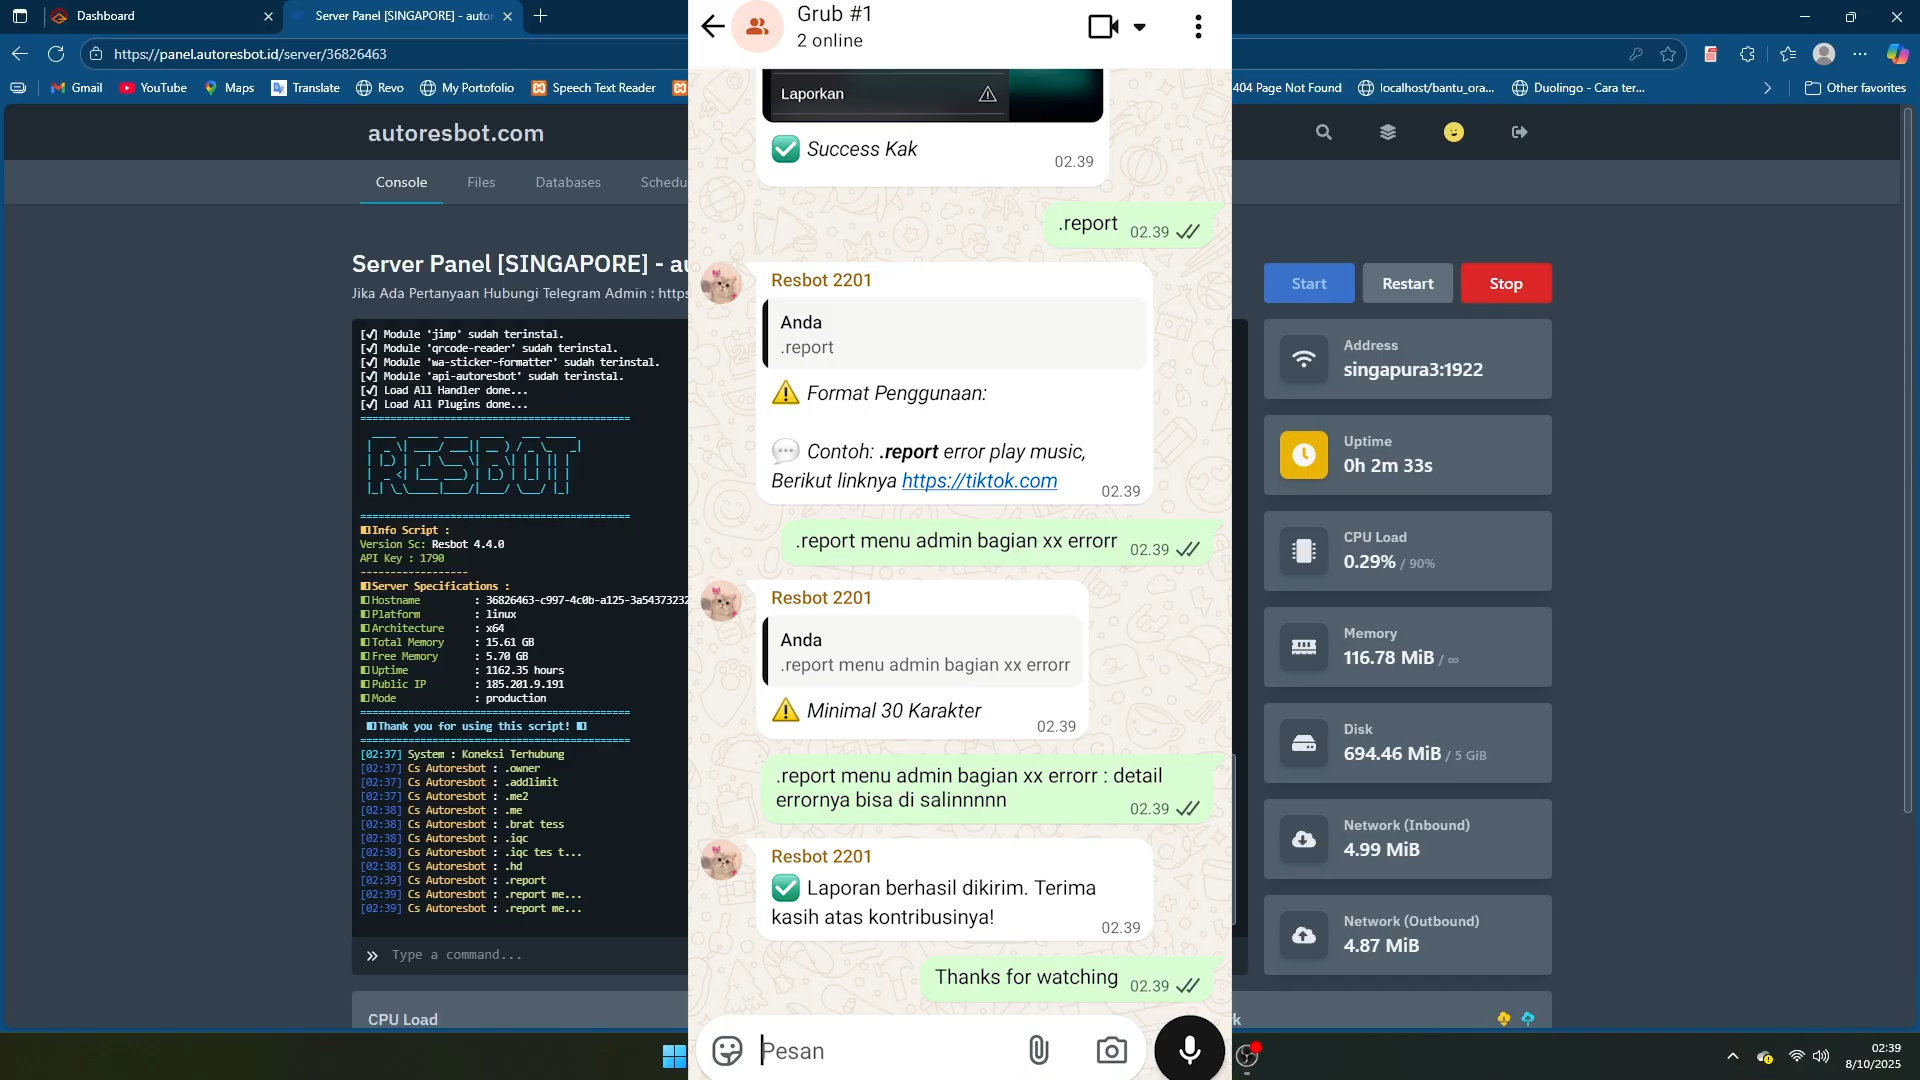 Dashboard
Server Panel [SINGAPORE] - auto
https://panel.autoresbot.id/server/36826463
Gmail
YouTube
Maps
Translate
Revo
My Portofolio
Speech Text Reader
404 Page Not Found
localhost/bantu_ora...
Duolingo - Cara ter...
Other favorites
autoresbot.com
Console
Files
Databases
Schedu
Server Panel [SINGAPORE] - au
Jika Ada Pertanyaan Hubungi Telegram Admin : https
Start
Restart
Stop
[✓] Module 'jimp' sudah terinstal.
[✓] Module 'qrcode-reader' sudah terinstal.
[✓] Module 'wa-sticker-formatter' sudah terinstal.
[✓] Module 'api-autoresbot' sudah terinstal.
[✓] Load All Handler done...
[✓] Load All Plugins done...
RESBOT
Info Script :
Version Sc: Resbot 4.4.0
API Key : 1790
------------------
Server Specifications :
Hostname : 36826463-c997-4c0b-a125-3a54373232
Platform : linux
Architecture : x64
Total Memory : 15.61 GB
Free Memory : 5.70 GB
Uptime : 1162.35 hours
Public IP : 185.201.9.191
Mode : production
Thank you for using this script!
[02:37] System : Koneksi Terhubung
[02:37] Cs Autoresbot : .owner
[02:37] Cs Autoresbot : .addlimit
[02:37] Cs Autoresbot : .me2
[02:38] Cs Autoresbot : .me
[02:38] Cs Autoresbot : .brat tess
[02:38] Cs Autoresbot : .iqc
[02:38] Cs Autoresbot : .iqc tes t...
[02:38] Cs Autoresbot : .hd
[02:39] Cs Autoresbot : .report
[02:39] Cs Autoresbot : .report me...
[02:39] Cs Autoresbot : .report me...
Type a command...
CPU Load
Grub #1
2 online
Laporkan
✅ Success Kak
02.39
.report 02.39
Resbot 2201
Anda
.report
⚠️ Format Penggunaan:
💬 Contoh: .report error play music,
Berikut linknya https://tiktok.com
02.39
.report menu admin bagian xx errorr 02.39
Resbot 2201
Anda
.report menu admin bagian xx errorr
⚠️ Minimal 30 Karakter
02.39
.report menu admin bagian xx errorr : detail
errornya bisa di salinnnnn 02.39
Resbot 2201
✅ Laporan berhasil dikirim. Terima
kasih atas kontribusinya! 02.39
Thanks for watching 02.39
Pesan
Address
singapura3:1922
Uptime
0h 2m 33s
CPU Load
0.29% / 90%
Memory
116.78 MiB / ∞
Disk
694.46 MiB / 5 GiB
Network (Inbound)
4.99 MiB
Network (Outbound)
4.87 MiB
k
02:39
8/10/2025